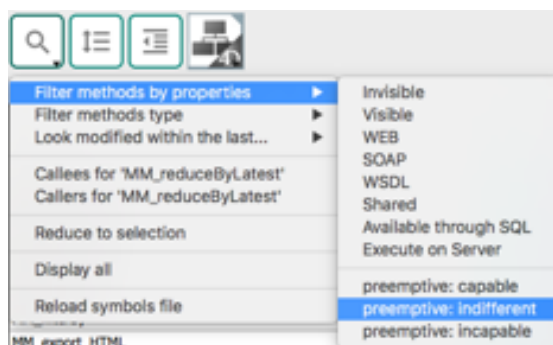 Filter methods by properties
Filter methods type
Look modified within the last...
Callees for 'MM_reduceByLatest'
Callers for 'MM_reduceByLatest'
Reduce to selection
Display all
Reload symbols file
MM_export_HTML
Invisible
Visible
WEB
SOAP
WSDL
Shared
Available through SQL
Execute on Server
preemptive: capable
preemptive: indifferent
preemptive: incapable